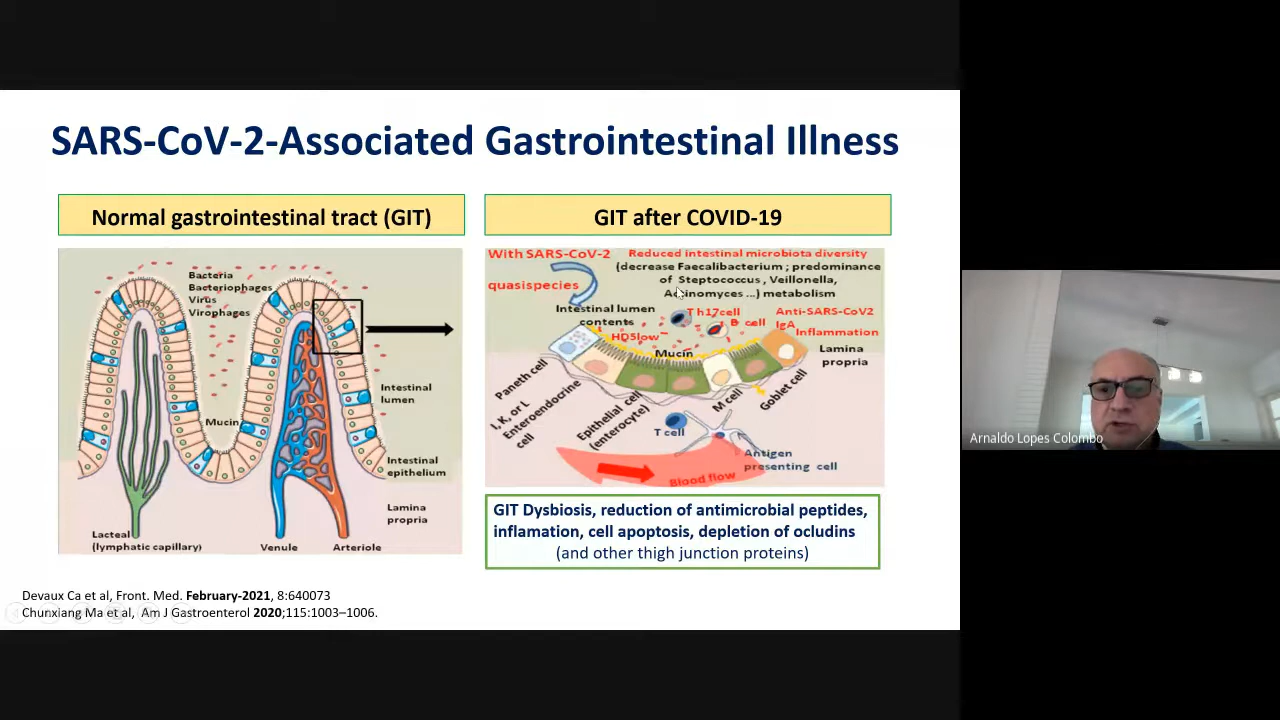 SARS-CoV-2-Associated Gastrointestinal Illness
Normal gastrointestinal tract (GIT)
Bacteria
Bacteriophages
Virus
Virophages
Intestinal
lumen
Mucin
Intestinal
epithelium
Lamina
propria
Lacteal
(lymphatic capillary)
Venule
Arteriole
GIT after COVID-19
With SARS-CoV-2
quasispecies
Reduced intestinal microbiota diversity
(decrease Faecalibacterium ; predominance
of Steptococcus , Veillonella,
Actinomyces ...) metabolism
Intestinal lumen
contents
Th17cell
B cell
Anti-SARS-CoV2
IgA
Inflammation
HD5low
Mucin
Lamina
propria
Paneth cell
I, K, or L
Enteroendocrine
cell
Epithelial cell
(enterocyte)
M cell
Goblet cell
T cell
Antigen
presenting cell
Blood flow
GIT Dysbiosis, reduction of antimicrobial peptides,
inflamation, cell apoptosis, depletion of ocludins
(and other thigh junction proteins)
Devaux Ca et al, Front. Med. February-2021, 8:640073
Chunxiang Ma et al, Am J Gastroenterol 2020;115:1003–1006.
Arnaldo Lopes Colombo